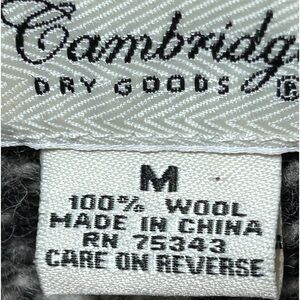 Cambridg
DRY GOODS ®
M
100% WOOL
MADE IN CHINA
RN 75343
CARE ON REVERSE